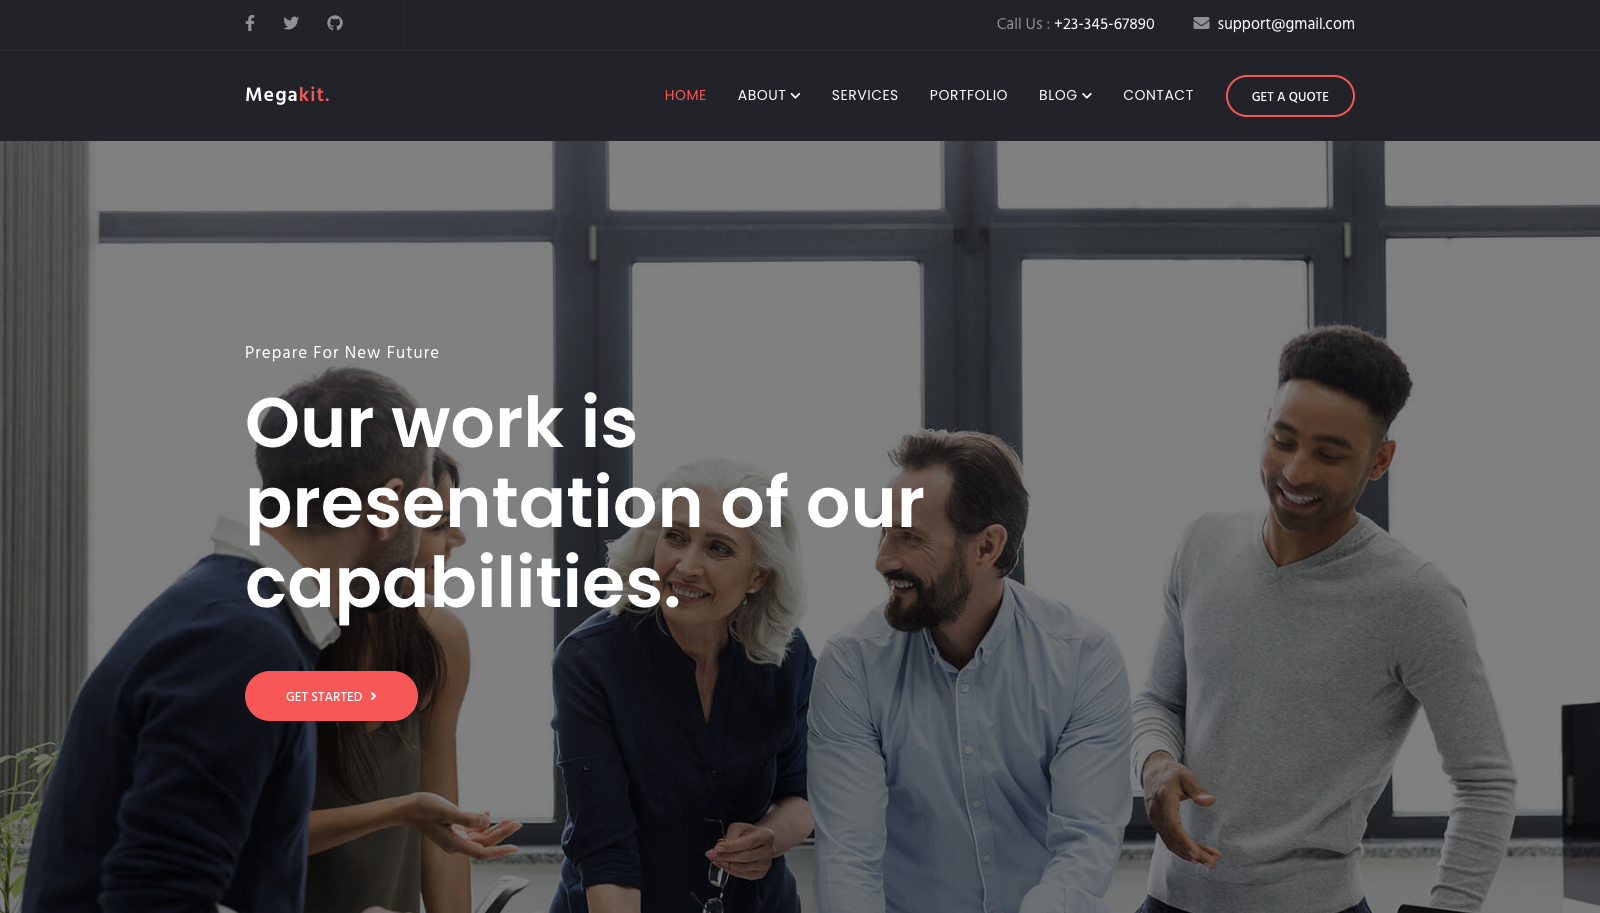 Call Us : +23-345-67890 support@gmail.com
Megakit. HOME ABOUT SERVICES PORTFOLIO BLOG CONTACT GET A QUOTE
Prepare For New Future
Our work is
presentation of our
capabilities.
GET STARTED